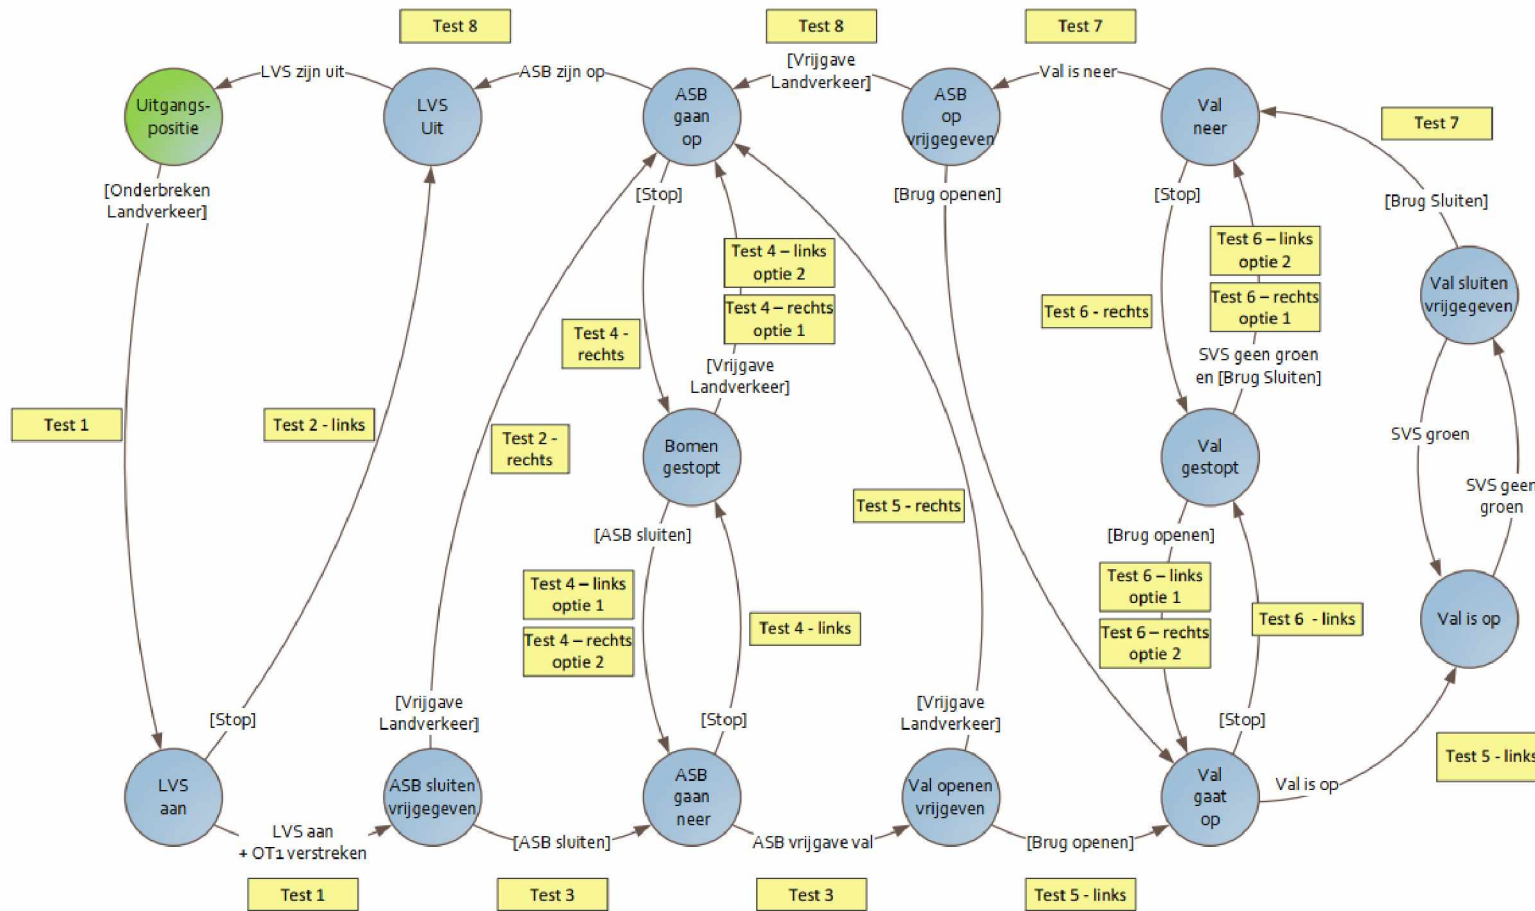 Test 8
Test 8
Test 7
LVS zijn uit
ASB zijn op
[Vrijgave
Landverkeer]
Val is neer
Uitgangs-
positie
LVS
Uit
ASB
gaan
op
ASB
op
vrijgegeven
Val
neer
Test 7
[Onderbreken
Landverkeer]
[Stop]
[Brug openen]
[Stop]
[Brug Sluiten]
Test 4 – links
optie 2
Test 4 – rechts
optie 1
Test 6 – links
optie 2
Test 6 – rechts
optie 1
Val sluiten
vrijgegeven
Test 4 -
rechts
Test 6 - rechts
[Vrijgave
Landverkeer]
SVS geen groen
en [Brug Sluiten]
Test 1
Test 2 - links
Test 2 -
rechts
Bomen
gestopt
Val
gestopt
SVS groen
SVS geen
groen
Test 5 - rechts
[ASB sluiten]
[Brug openen]
Test 4 – links
optie 1
Test 4 – rechts
optie 2
Test 4 - links
Test 6 – links
optie 1
Test 6 – rechts
optie 2
Test 6 - links
Val is op
[Stop]
[Vrijgave
Landverkeer]
[Stop]
[Vrijgave
Landverkeer]
[Stop]
LVS
aan
ASB sluiten
vrijgegeven
ASB
gaan
neer
Val openen
vrijgeven
Val
gaat
op
Val is op
Test 5 - links
LVS aan
+ OT1 verstreken
[ASB sluiten]
ASB vrijgave val
[Brug openen]
Test 1
Test 3
Test 3
Test 5 - links